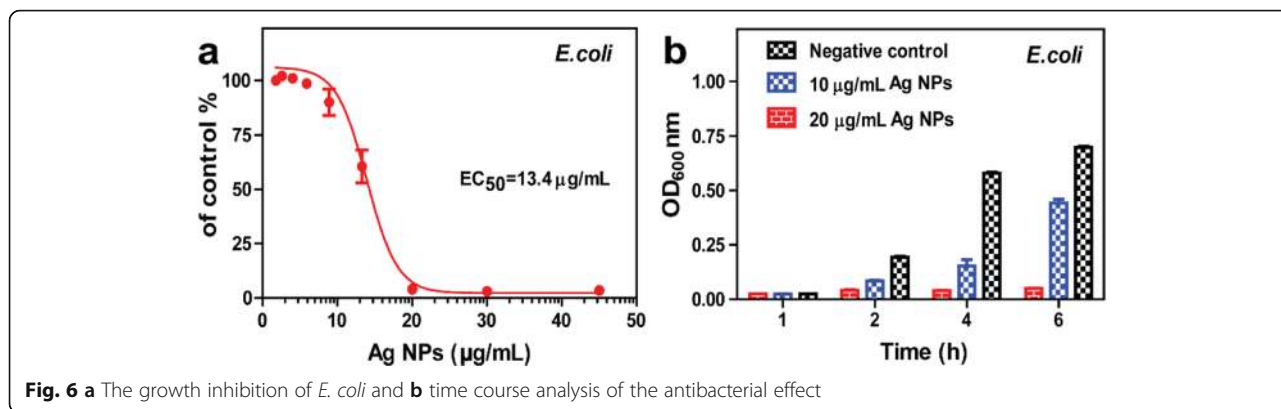 a
E.coli
of control %
100
75
50
25
0
EC50=13.4 µg/mL
0 10 20 30 40 50
Ag NPs (µg/mL)
b
E.coli
Negative control
10 µg/mL Ag NPs
20 µg/mL Ag NPs
OD600nm
1.00
0.75
0.50
0.25
0.00
1 2 4 6
Time (h)
Fig. 6 a The growth inhibition of E. coli and b time course analysis of the antibacterial effect